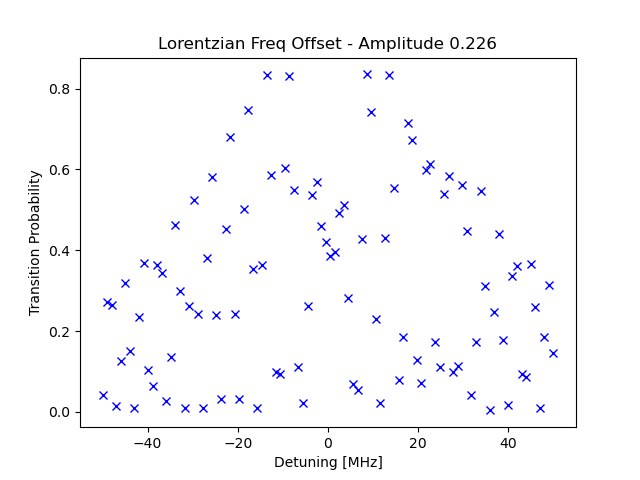 Lorentzian Freq Offset - Amplitude 0.226
0.8
0.6
0.4
0.2
0.0
Transition Probability
−40 −20 0 20 40
Detuning [MHz]